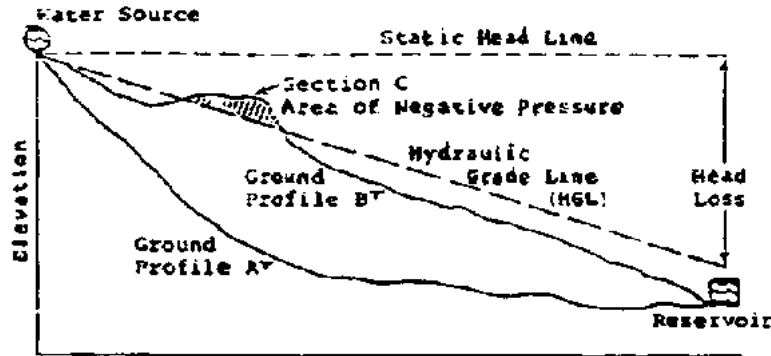 Water Source
Static Head Line
Section C
Area of Negative Pressure
Hydraulic
Grade Line
(HGL)
Head
Loss
Ground
Profile B
Ground
Profile A
Elevation
Reservoir